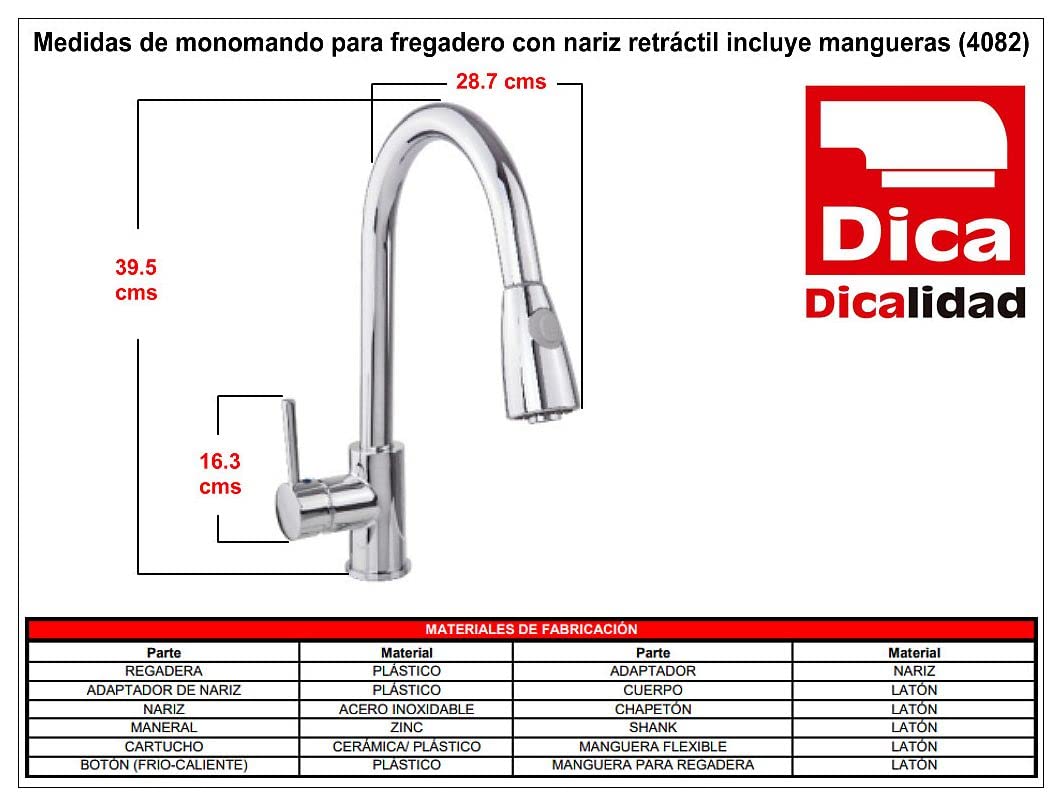 Medidas de monomando para fregadero con nariz retráctil incluye mangueras (4082)
28.7 cms
39.5
cms
16.3
cms
Dica
Dicalidad
MATERIALES DE FABRICACIÓN
Parte Material Parte Material
REGADERA PLÁSTICO ADAPTADOR NARIZ
ADAPTADOR DE NARIZ PLÁSTICO CUERPO LATÓN
NARIZ ACERO INOXIDABLE CHAPETÓN LATÓN
MANERAL ZINC SHANK LATÓN
CARTUCHO CERÁMICA/ PLÁSTICO MANGUERA FLEXIBLE LATÓN
BOTÓN (FRIO-CALIENTE) PLÁSTICO MANGUERA PARA REGADERA LATÓN